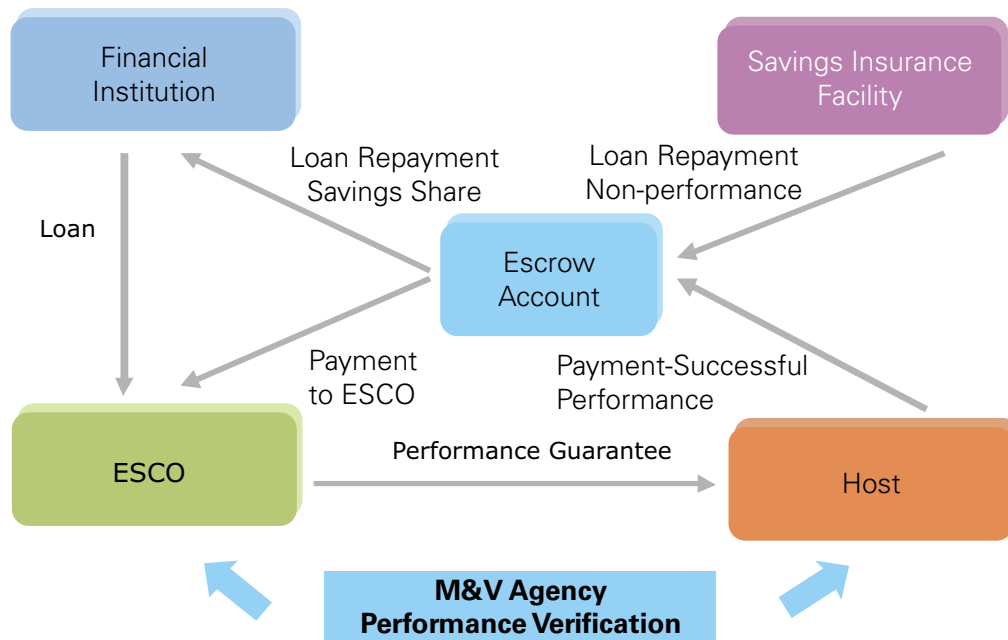 Financial
Institution
Savings Insurance
Facility
Loan Repayment
Savings Share
Loan Repayment
Non-performance
Loan
Escrow
Account
Payment
to ESCO
Payment-Successful
Performance
ESCO
Performance Guarantee
Host
M&V Agency
Performance Verification